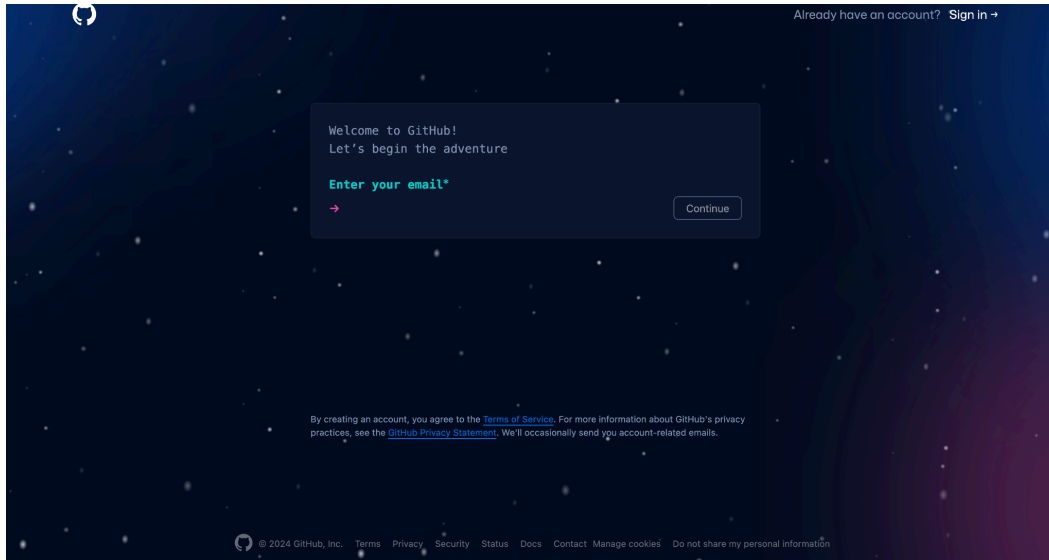 Already have an account? Sign in →
Welcome to GitHub!
Let’s begin the adventure
Enter your email*
→
Continue
By creating an account, you agree to the Terms of Service. For more information about GitHub's privacy
practices, see the GitHub Privacy Statement. We'll occasionally send you account-related emails.
© 2024 GitHub, Inc. Terms Privacy Security Status Docs Contact Manage cookies Do not share my personal information